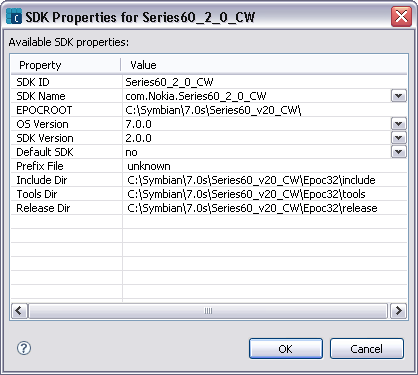 SDK Properties for Series60_2_0_CW
Available SDK properties:
Property Value
SDK ID Series60_2_0_CW
SDK Name com.Nokia.Series60_2_0_CW
EPOCROOT C:\Symbian\7.0s\Series60_v20_CW\
OS Version 7.0.0
SDK Version 2.0.0
Default SDK no
Prefix File unknown
Include Dir C:\Symbian\7.0s\Series60_v20_CW\Epoc32\include
Tools Dir C:\Symbian\7.0s\Series60_v20_CW\Epoc32\tools
Release Dir C:\Symbian\7.0s\Series60_v20_CW\Epoc32\release
? OK Cancel